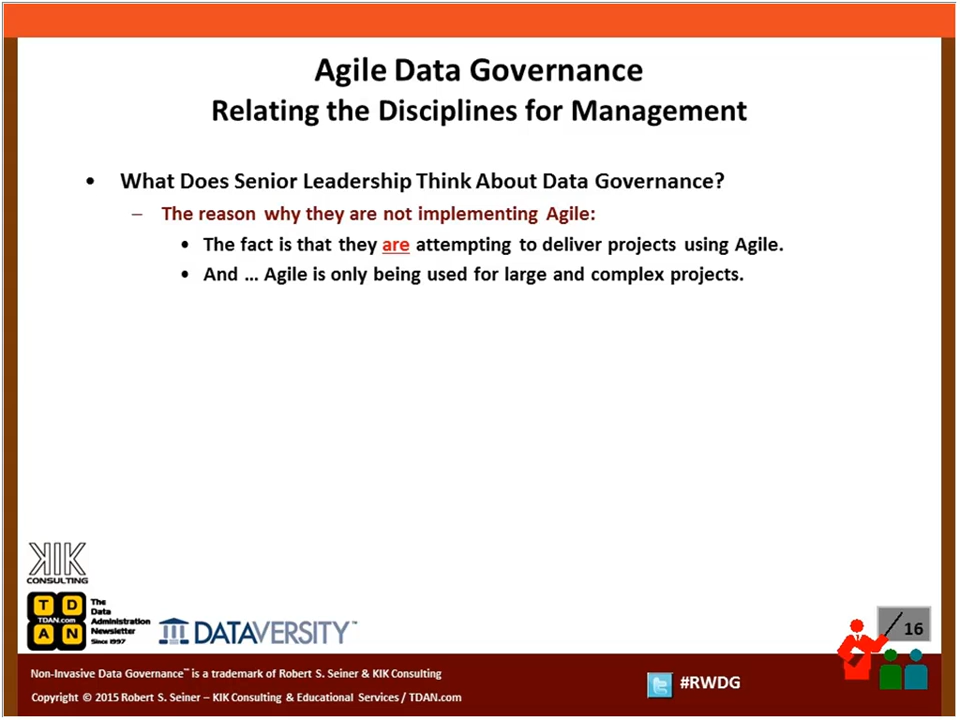 Agile Data Governance
Relating the Disciplines for Management
• What Does Senior Leadership Think About Data Governance?
– The reason why they are not implementing Agile:
• The fact is that they are attempting to deliver projects using Agile.
• And ... Agile is only being used for large and complex projects.
KIK
CONSULTING
T D
TDAN.com
A N
The
Data
Administration
Newsletter
Since 1997
DATAVERSITY™
16
Non-Invasive Data Governance™ is a trademark of Robert S. Seiner & KIK Consulting
Copyright © 2015 Robert S. Seiner – KIK Consulting & Educational Services / TDAN.com
#RWDG